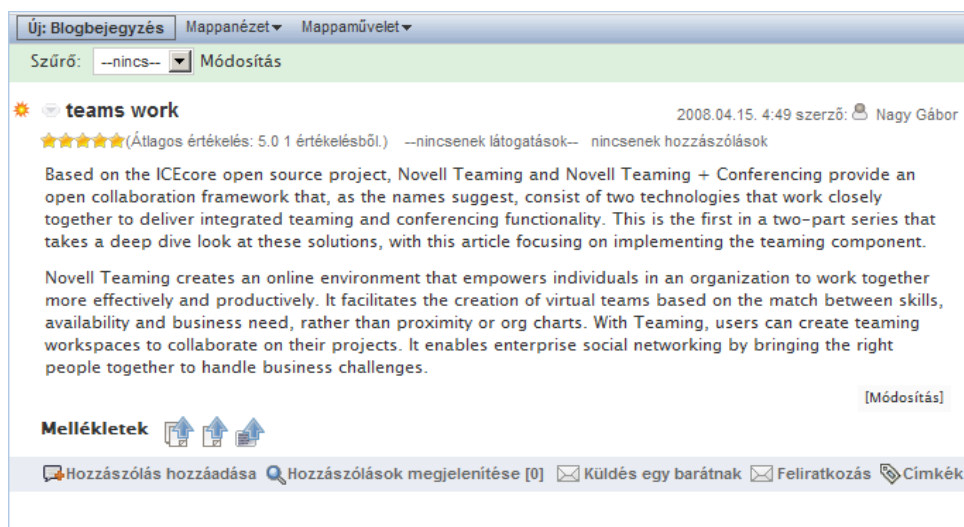 Új: Blogbejegyzés Mappanézet Mappaművelet
Szűrő: --nincs-- Módosítás
teams work 2008.04.15. 4:49 szerző: Nagy Gábor
(Átlagos értékelés: 5.0 1 értékelésből.) --nincsenek látogatások-- nincsenek hozzászólások
Based on the ICEcore open source project, Novell Teaming and Novell Teaming + Conferencing provide an
open collaboration framework that, as the names suggest, consist of two technologies that work closely
together to deliver integrated teaming and conferencing functionality. This is the first in a two-part series that
takes a deep dive look at these solutions, with this article focusing on implementing the teaming component.
Novell Teaming creates an online environment that empowers individuals in an organization to work together
more effectively and productively. It facilitates the creation of virtual teams based on the match between skills,
availability and business need, rather than proximity or org charts. With Teaming, users can create teaming
workspaces to collaborate on their projects. It enables enterprise social networking by bringing the right
people together to handle business challenges.
[Módosítás]
Mellékletek
Hozzászólás hozzáadása Hozzászólások megjelenítése [0] Küldés egy barátnak Feliratkozás Címkék